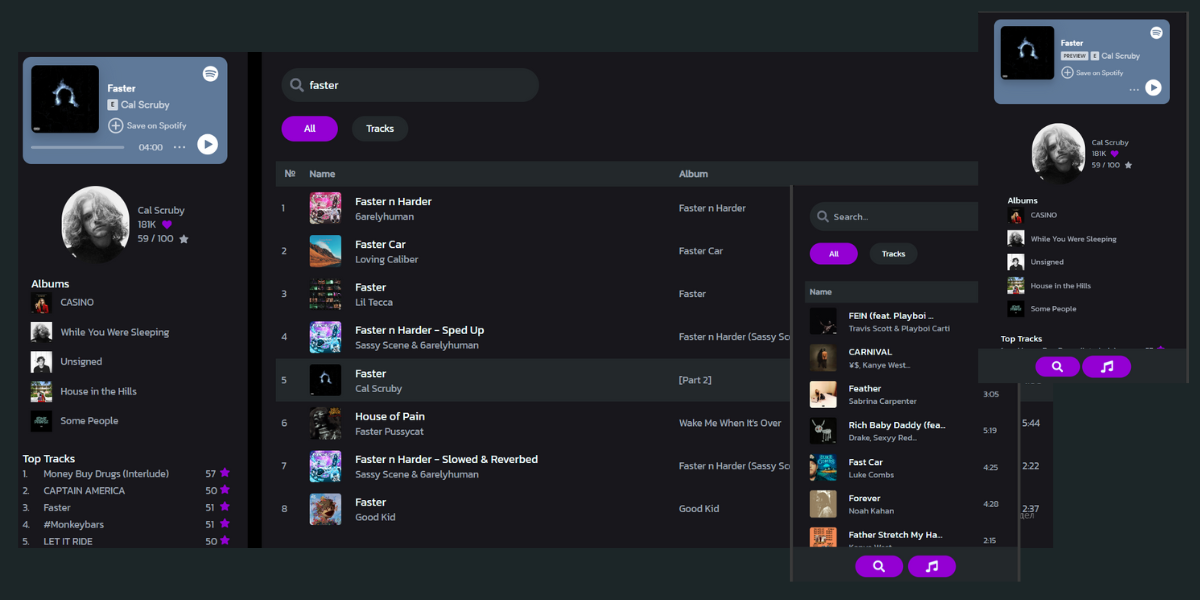 Faster
E Cal Scruby
Save on Spotify
04:00
Cal Scruby
181K
59 / 100
Albums
CASINO
While You Were Sleeping
Unsigned
House in the Hills
Some People
Top Tracks
1. Money Buy Drugs (Interlude) 57
2. CAPTAIN AMERICA 50
3. Faster 51
4. #Monkeybars 51
5. LET IT RIDE 50
faster
All Tracks
№ Name Album
1 Faster n Harder Faster n Harder
6arelyhuman
2 Faster Car Faster Car
Loving Caliber
3 Faster Faster
Lil Tecca
4 Faster n Harder - Sped Up Faster n Harder (Sassy Sc
Sassy Scene & 6arelyhuman
5 Faster [Part 2]
Cal Scruby
6 House of Pain Wake Me When It's Over 5:44
Faster Pussycat
7 Faster n Harder - Slowed & Reverbed Faster n Harder (Sassy Sc 2:22
Sassy Scene & 6arelyhuman
8 Faster Good Kid 2:37
Good Kid
Search...
All Tracks
Name
FE!N (feat. Playboi ...
Travis Scott & Playboi Carti
CARNIVAL
¥$, Kanye West...
Feather 3:05
Sabrina Carpenter
Rich Baby Daddy (fea.. 5:19
Drake, Sexyy Red..
Fast Car 4:25
Luke Combs
Forever 4:28
Noah Kahan
Father Stretch My Ha... 2:15
Faster
PREVIEW E Cal Scruby
Save on Spotify
Cal Scruby
181K
59 / 100
Albums
CASINO
While You Were Sleeping
Unsigned
House in the Hills
Some People
Top Tracks